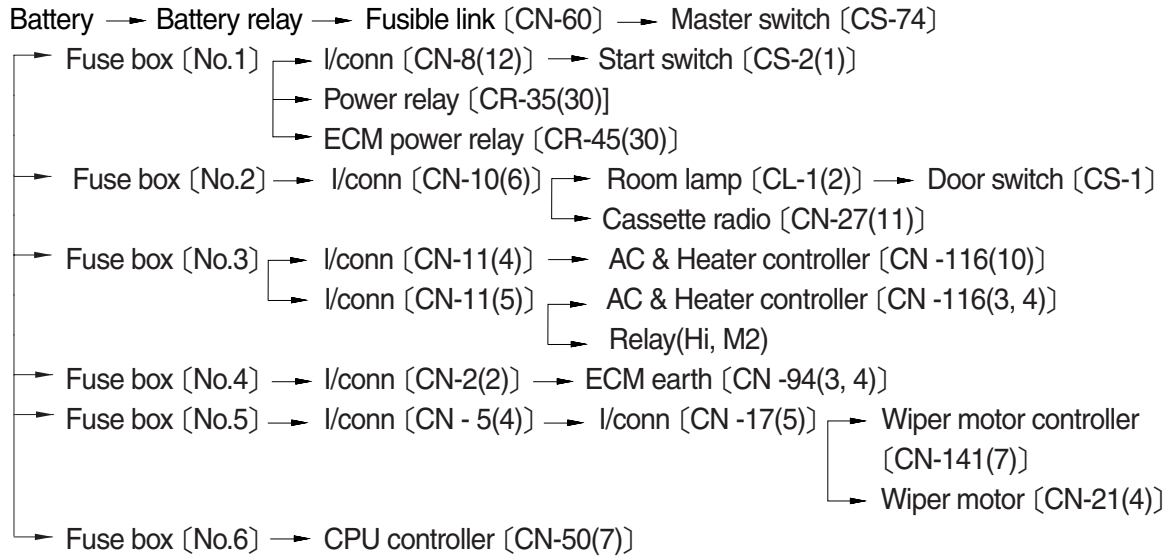 Battery → Battery relay → Fusible link〔CN-60〕 → Master switch〔CS-74〕
→ Fuse box〔No.1〕 → I/conn〔CN-8(12)〕 → Start switch〔CS-2(1)〕
→ Power relay〔CR-35(30)]
→ ECM power relay〔CR-45(30)〕
→ Fuse box〔No.2〕 → I/conn〔CN-10(6)〕 → Room lamp〔CL-1(2)〕 → Door switch〔CS-1〕
→ Cassette radio〔CN-27(11)〕
→ Fuse box〔No.3〕 → I/conn〔CN-11(4)〕 → AC & Heater controller〔CN -116(10)〕
→ I/conn〔CN-11(5)〕 → AC & Heater controller〔CN -116(3, 4)〕
→ Relay(Hi, M2)
→ Fuse box〔No.4〕 → I/conn〔CN-2(2)〕 → ECM earth〔CN -94(3, 4)〕
→ Fuse box〔No.5〕 → I/conn〔CN - 5(4)〕 → I/conn〔CN -17(5)〕 → Wiper motor controller
〔CN-141(7)〕
→ Wiper motor〔CN-21(4)〕
→ Fuse box〔No.6〕 → CPU controller〔CN-50(7)〕